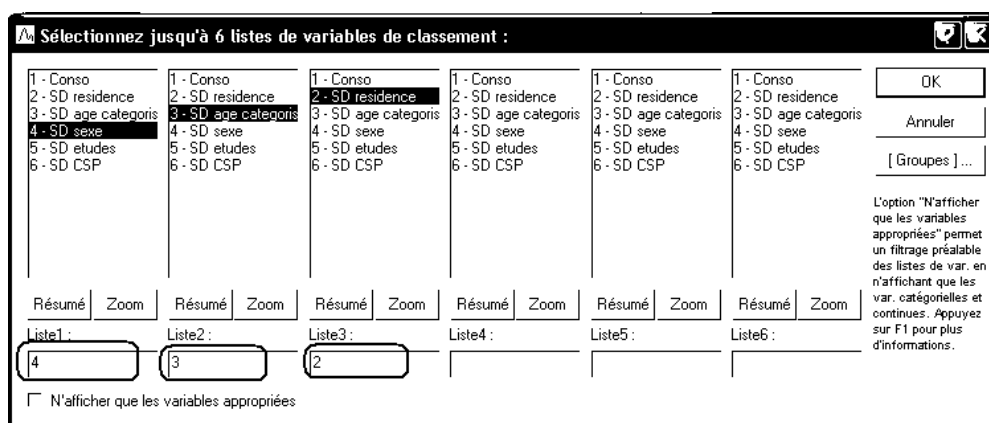 Sélectionnez jusqu'à 6 listes de variables de classement :
1 - Conso
2 - SD residence
3 - SD age categoris
4 - SD sexe
5 - SD etudes
6 - SD CSP
1 - Conso
2 - SD residence
3 - SD age categoris
4 - SD sexe
5 - SD etudes
6 - SD CSP
1 - Conso
2 - SD residence
3 - SD age categoris
4 - SD sexe
5 - SD etudes
6 - SD CSP
1 - Conso
2 - SD residence
3 - SD age categoris
4 - SD sexe
5 - SD etudes
6 - SD CSP
1 - Conso
2 - SD residence
3 - SD age categoris
4 - SD sexe
5 - SD etudes
6 - SD CSP
1 - Conso
2 - SD residence
3 - SD age categoris
4 - SD sexe
5 - SD etudes
6 - SD CSP
Résumé Zoom Résumé Zoom Résumé Zoom Résumé Zoom Résumé Zoom Résumé Zoom
Liste1 : Liste2 : Liste3 : Liste4 : Liste5 : Liste6 :
4 3 2
N'afficher que les variables appropriées
OK
Annuler
[ Groupes ] ...
L'option "N'afficher
que les variables
appropriées" permet
un filtrage préalable
des listes de var. en
n'affichant que les
var. catégorielles et
continues. Appuyez
sur F1 pour plus
d'informations.